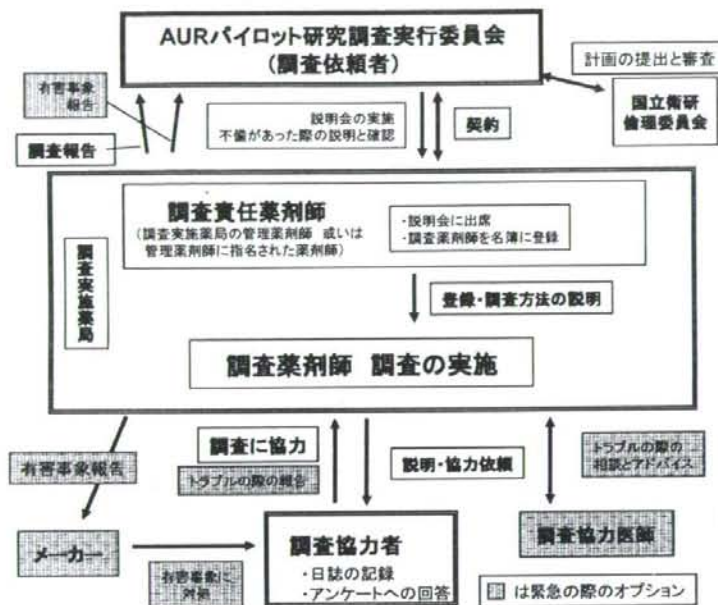 AURパイロット研究調査実行委員会
(調査依頼者)
計画の提出と審査
国立衛研
倫理委員会
有害事象
報告
調査報告
説明会の実施
不備があった際の説明と確認
契約
調査責任薬剤師
(調査実施薬局の管理薬剤師 或いは
管理薬剤師に指名された薬剤師)
・説明会に出席
・調査薬剤師を名簿に登録
調査実施薬局
登録・調査方法の説明
調査薬剤師 調査の実施
有害事象報告
調査に協力
トラブルの際の報告
説明・協力依頼
トラブルの際の
相談とアドバイス
メーカー
有害事象に
対処
調査協力者
・日誌の記録
・アンケートへの回答
調査協力医師
は緊急の際のオプション